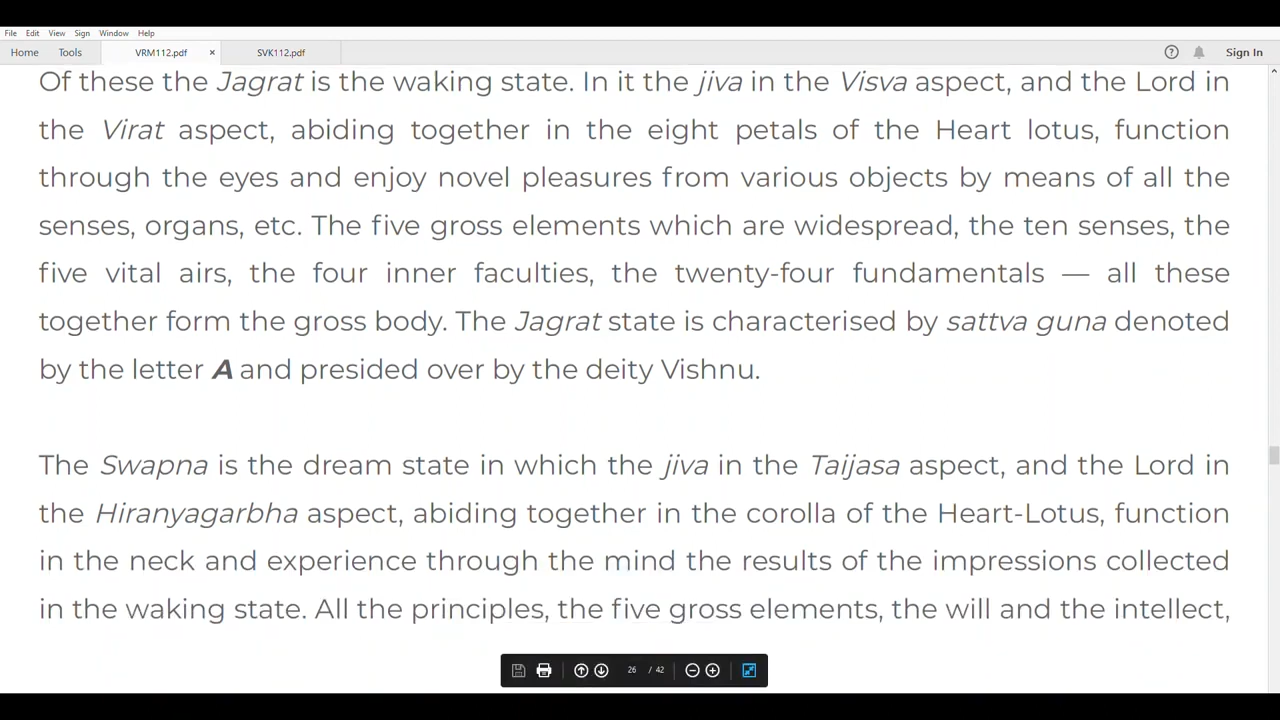 File Edit View Sign Window Help
Home Tools VRM112.pdf × SVK112.pdf ? Sign In
Of these the Jagrat is the waking state. In it the jiva in the Visva aspect, and the Lord in
the Virat aspect, abiding together in the eight petals of the Heart lotus, function
through the eyes and enjoy novel pleasures from various objects by means of all the
senses, organs, etc. The five gross elements which are widespread, the ten senses, the
five vital airs, the four inner faculties, the twenty-four fundamentals — all these
together form the gross body. The Jagrat state is characterised by sattva guna denoted
by the letter A and presided over by the deity Vishnu.
The Swapna is the dream state in which the jiva in the Taijasa aspect, and the Lord in
the Hiranyagarbha aspect, abiding together in the corolla of the Heart-Lotus, function
in the neck and experience through the mind the results of the impressions collected
in the waking state. All the principles, the five gross elements, the will and the intellect,
26 / 42